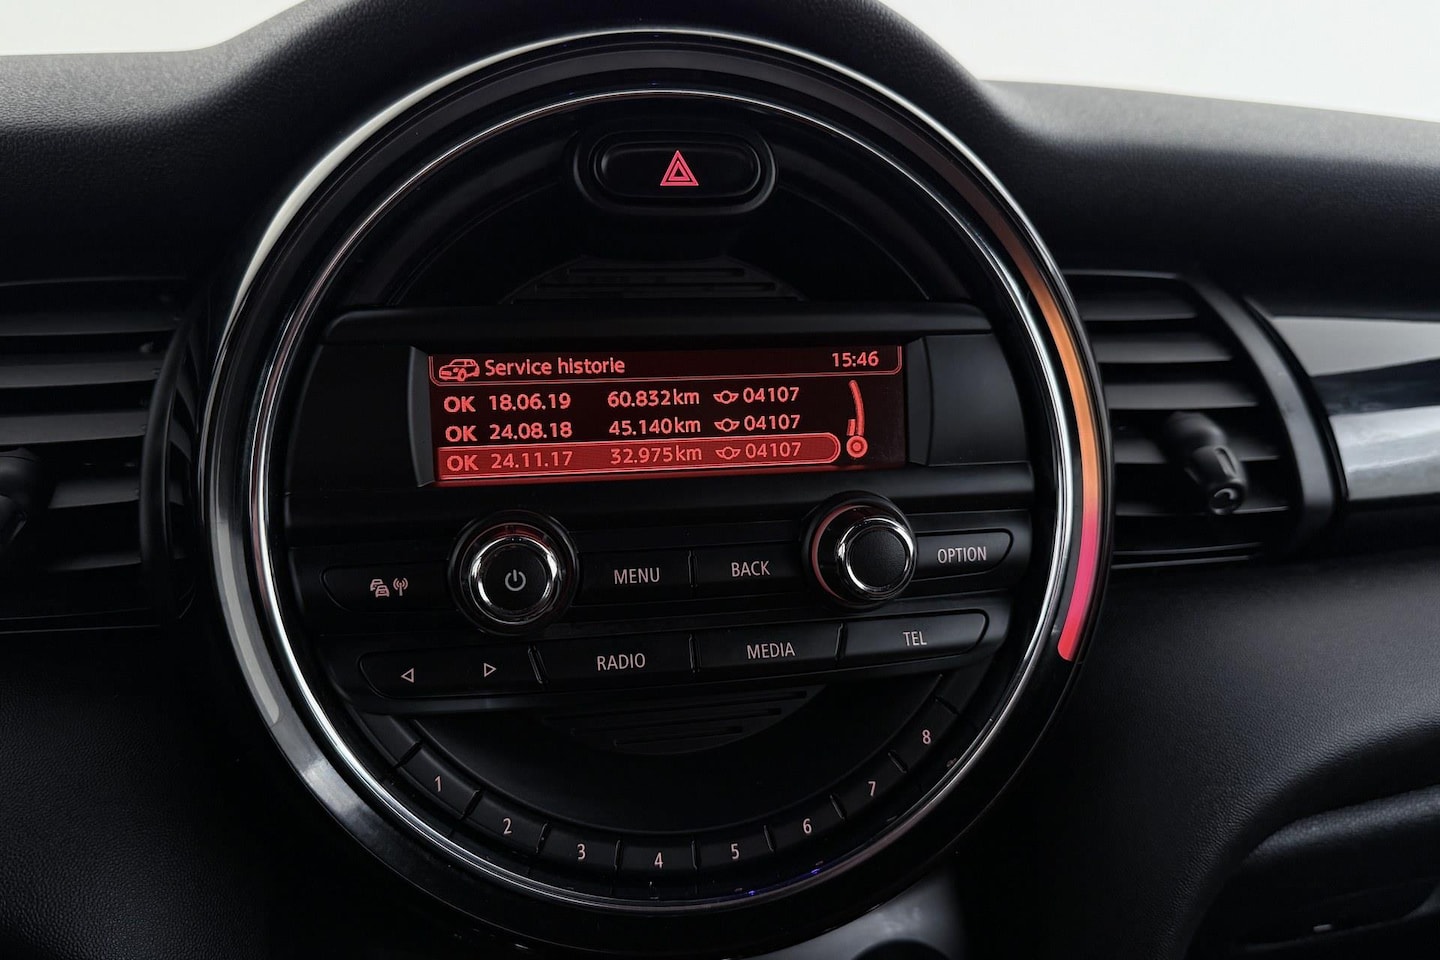 Service historie 15:46
OK 18.06.19 60.832km 04107
OK 24.08.18 45.140km 04107
OK 24.11.17 32.975km 04107
MENU BACK OPTION
RADIO MEDIA TEL
1 2 3 4 5 6 7 8